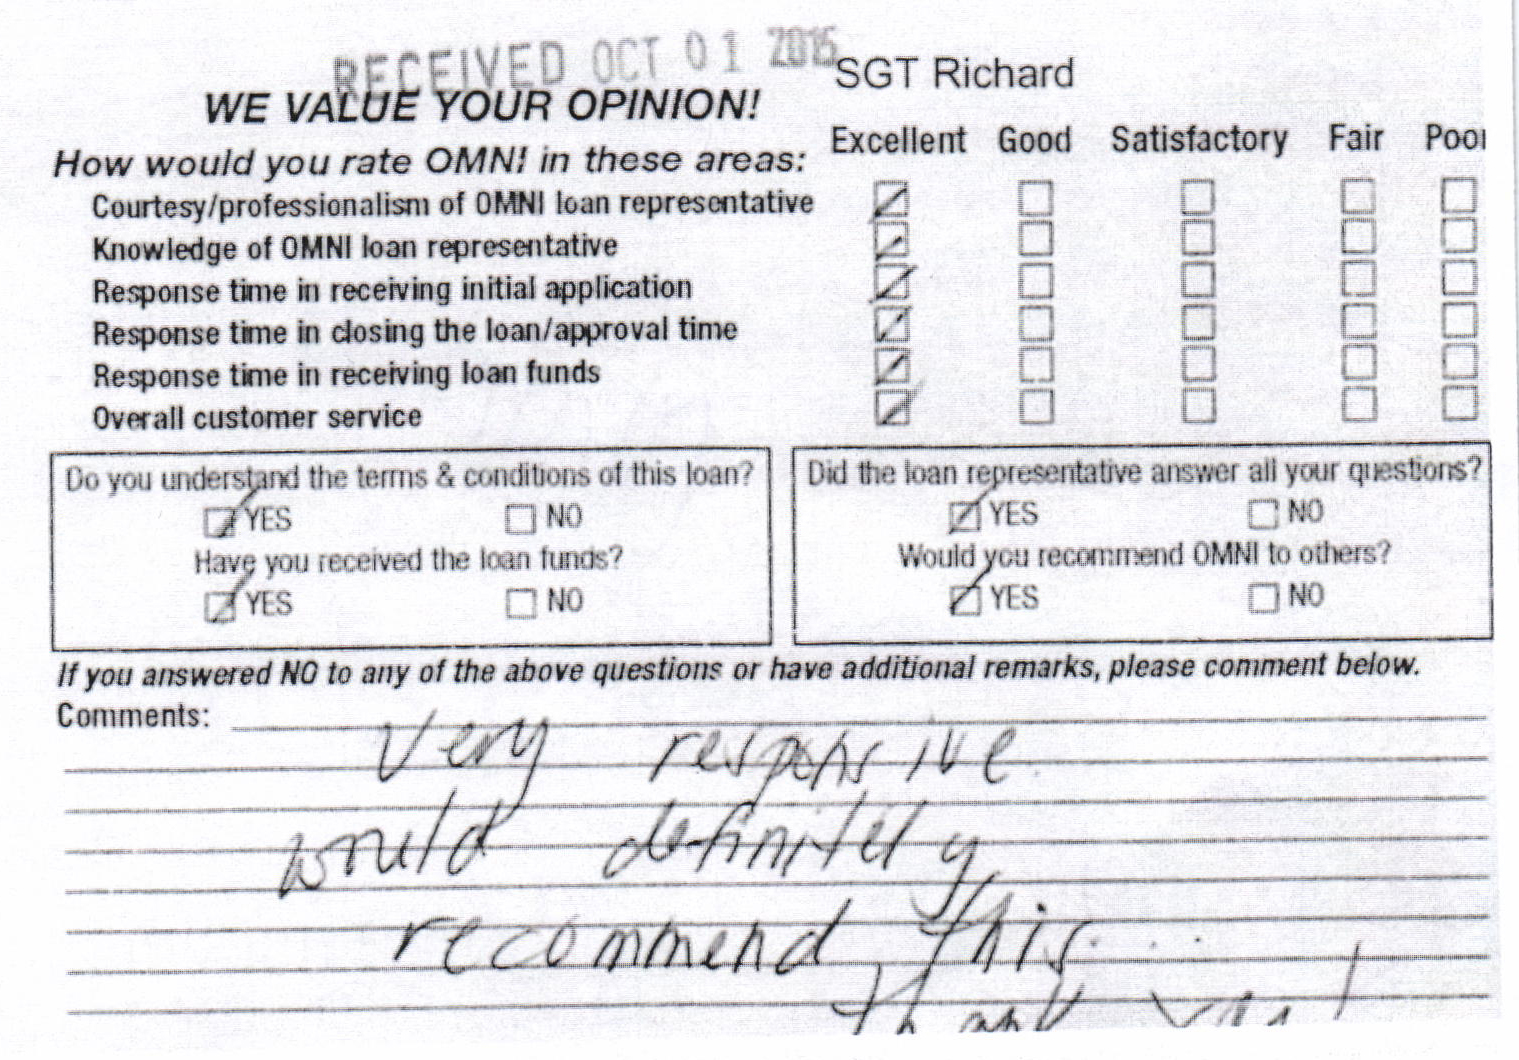 RECEIVED OCT 01 2015
SGT Richard
WE VALUE YOUR OPINION!
How would you rate OMNI in these areas:
Excellent Good Satisfactory Fair Poor
Courtesy/professionalism of OMNI loan representative
Knowledge of OMNI loan representative
Response time in receiving initial application
Response time in closing the loan/approval time
Response time in receiving loan funds
Overall customer service
Do you understand the terms & conditions of this loan?
YES NO
Have you received the loan funds?
YES NO
Did the loan representative answer all your questions?
YES NO
Would you recommend OMNI to others?
YES NO
If you answered NO to any of the above questions or have additional remarks, please comment below.
Comments:
Very responsive
would definitely
recommend this...
thank you!